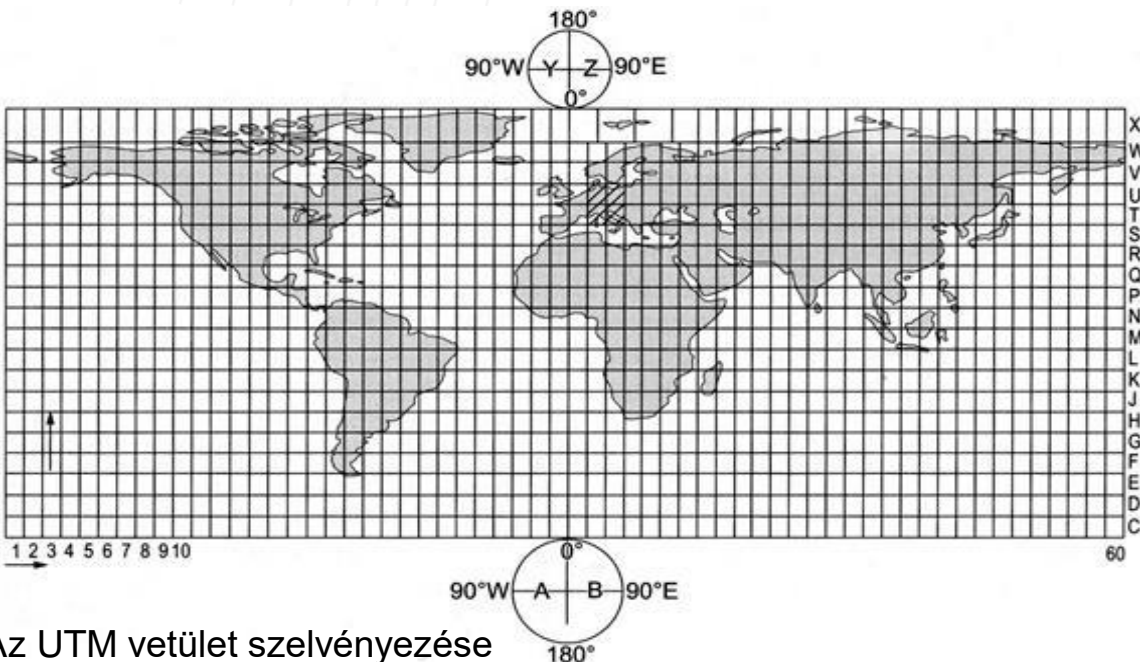 180°
90°W Y Z 90°E
0°
X
W
V
U
T
S
R
Q
P
N
M
L
K
J
H
G
F
E
D
C
1 2 3 4 5 6 7 8 9 10
60
0°
90°W A B 90°E
180°
Az UTM vetület szelvényezése